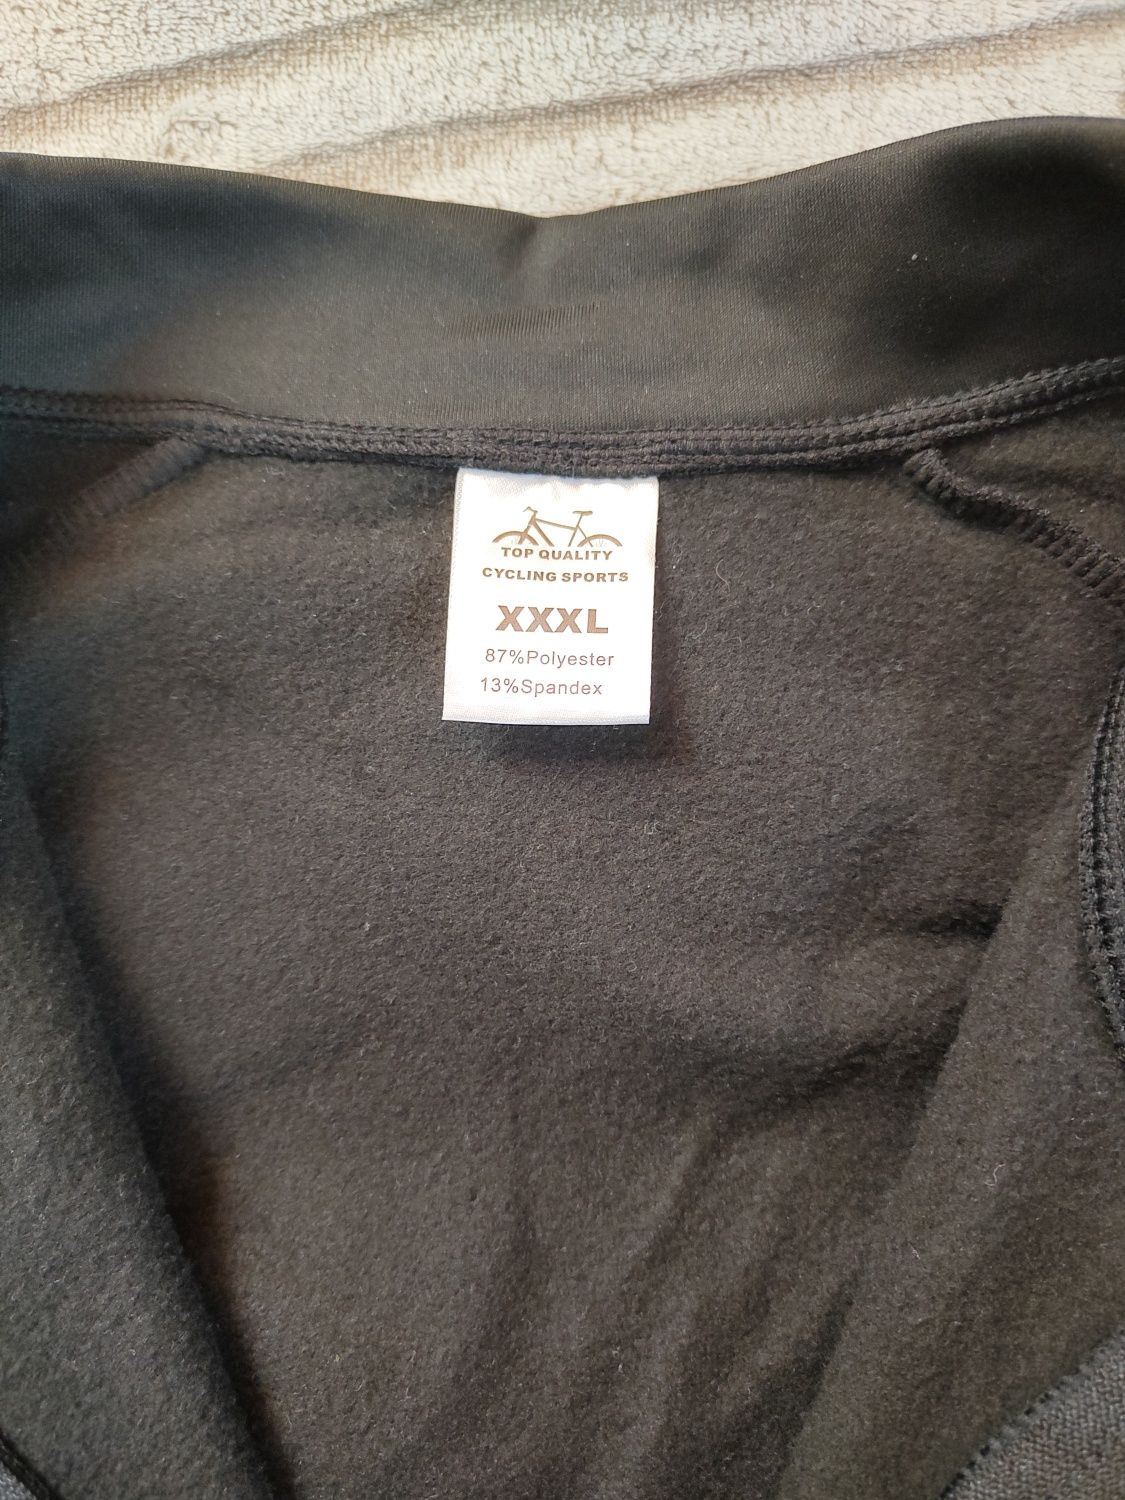 TOP QUALITY
CYCLING SPORTS
XXXL
87%Polyester
13%Spandex